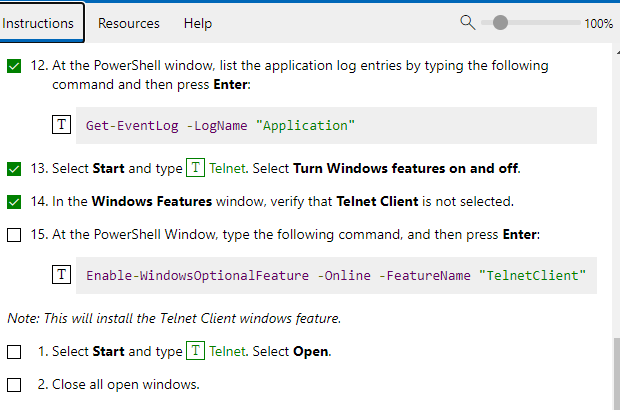 Instructions Resources Help 100%
12. At the PowerShell window, list the application log entries by typing the following
command and then press Enter:
T Get-EventLog -LogName "Application"
13. Select Start and type T Telnet. Select Turn Windows features on and off.
14. In the Windows Features window, verify that Telnet Client is not selected.
15. At the PowerShell Window, type the following command, and then press Enter:
T Enable-WindowsOptionalFeature -Online -FeatureName "TelnetClient"
Note: This will install the Telnet Client windows feature.
1. Select Start and type T Telnet. Select Open.
2. Close all open windows.